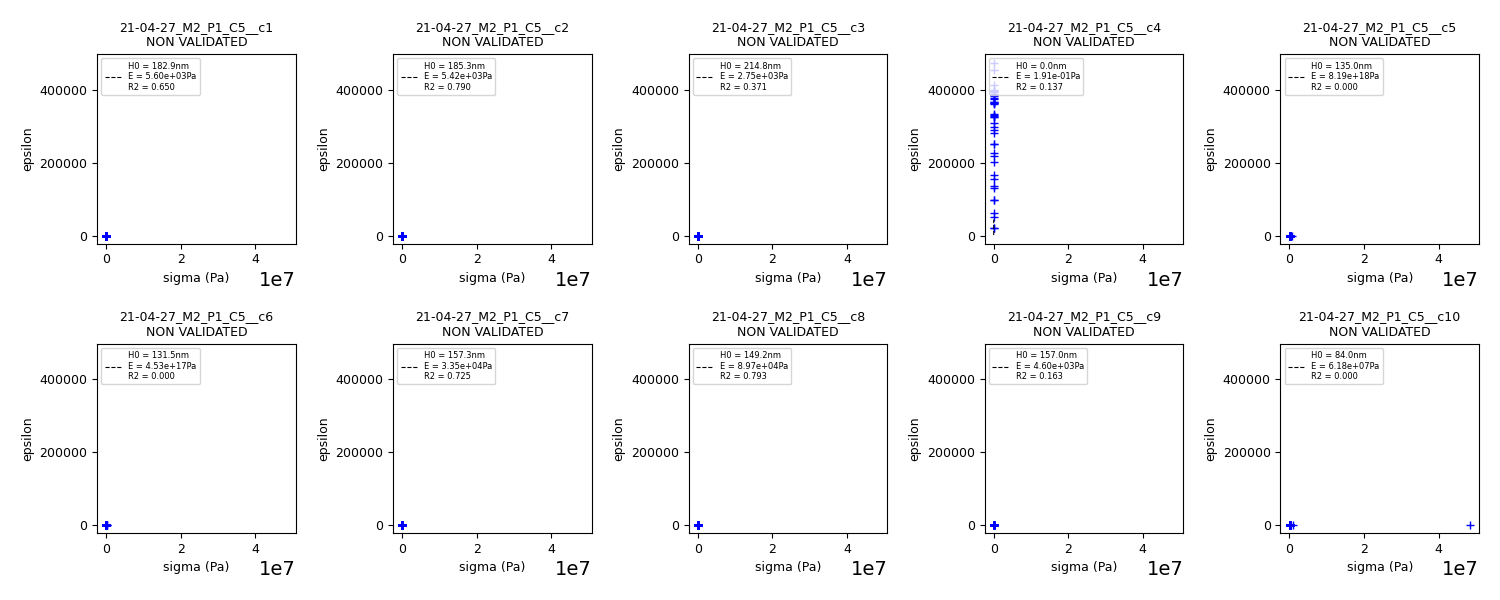 21-04-27_M2_P1_C5__c1
NON VALIDATED
H0 = 182.9nm
E = 5.60e+03Pa
R2 = 0.650
400000
200000
0
epsilon
0 2 4
sigma (Pa)
1e7
21-04-27_M2_P1_C5__c2
NON VALIDATED
H0 = 185.3nm
E = 5.42e+03Pa
R2 = 0.790
400000
200000
0
epsilon
0 2 4
sigma (Pa)
1e7
21-04-27_M2_P1_C5__c3
NON VALIDATED
H0 = 214.8nm
E = 2.75e+03Pa
R2 = 0.371
400000
200000
0
epsilon
0 2 4
sigma (Pa)
1e7
21-04-27_M2_P1_C5__c4
NON VALIDATED
H0 = 0.0nm
E = 1.91e-01Pa
R2 = 0.137
400000
200000
0
epsilon
0 2 4
sigma (Pa)
1e7
21-04-27_M2_P1_C5__c5
NON VALIDATED
H0 = 135.0nm
E = 8.19e+18Pa
R2 = 0.000
400000
200000
0
epsilon
0 2 4
sigma (Pa)
1e7
21-04-27_M2_P1_C5__c6
NON VALIDATED
H0 = 131.5nm
E = 4.53e+17Pa
R2 = 0.000
400000
200000
0
epsilon
0 2 4
sigma (Pa)
1e7
21-04-27_M2_P1_C5__c7
NON VALIDATED
H0 = 157.3nm
E = 3.35e+04Pa
R2 = 0.725
400000
200000
0
epsilon
0 2 4
sigma (Pa)
1e7
21-04-27_M2_P1_C5__c8
NON VALIDATED
H0 = 149.2nm
E = 8.97e+04Pa
R2 = 0.793
400000
200000
0
epsilon
0 2 4
sigma (Pa)
1e7
21-04-27_M2_P1_C5__c9
NON VALIDATED
H0 = 157.0nm
E = 4.60e+03Pa
R2 = 0.163
400000
200000
0
epsilon
0 2 4
sigma (Pa)
1e7
21-04-27_M2_P1_C5__c10
NON VALIDATED
H0 = 84.0nm
E = 6.18e+07Pa
R2 = 0.000
400000
200000
0
epsilon
0 2 4
sigma (Pa)
1e7